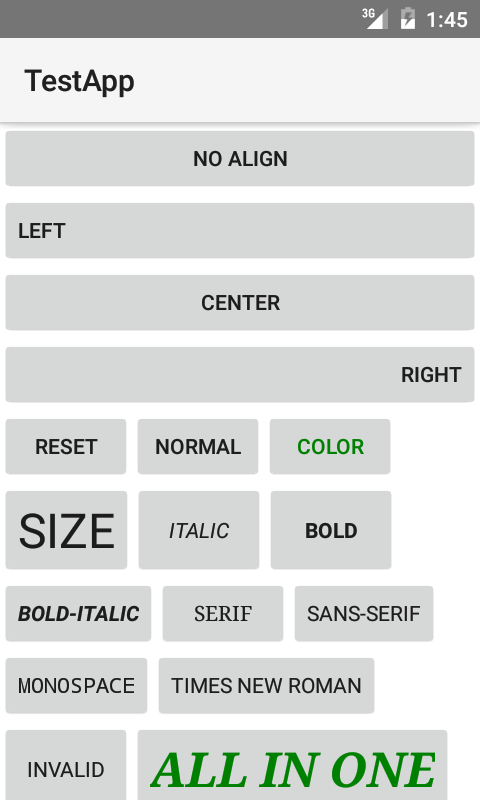 3G 1:45
TestApp
NO ALIGN
LEFT
CENTER
RIGHT
RESET NORMAL COLOR
SIZE ITALIC BOLD
BOLD-ITALIC SERIF SANS-SERIF
MONOSPACE TIMES NEW ROMAN
INVALID ALL IN ONE